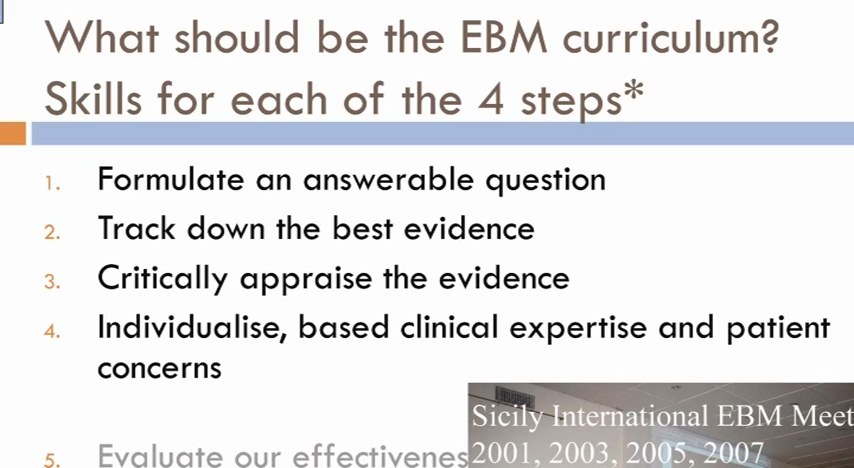 What should be the EBM curriculum?
Skills for each of the 4 steps*
1. Formulate an answerable question
2. Track down the best evidence
3. Critically appraise the evidence
4. Individualise, based clinical expertise and patient
concerns
5. Evaluate our effectivenes
Sicily International EBM Meet
2001, 2003, 2005, 2007